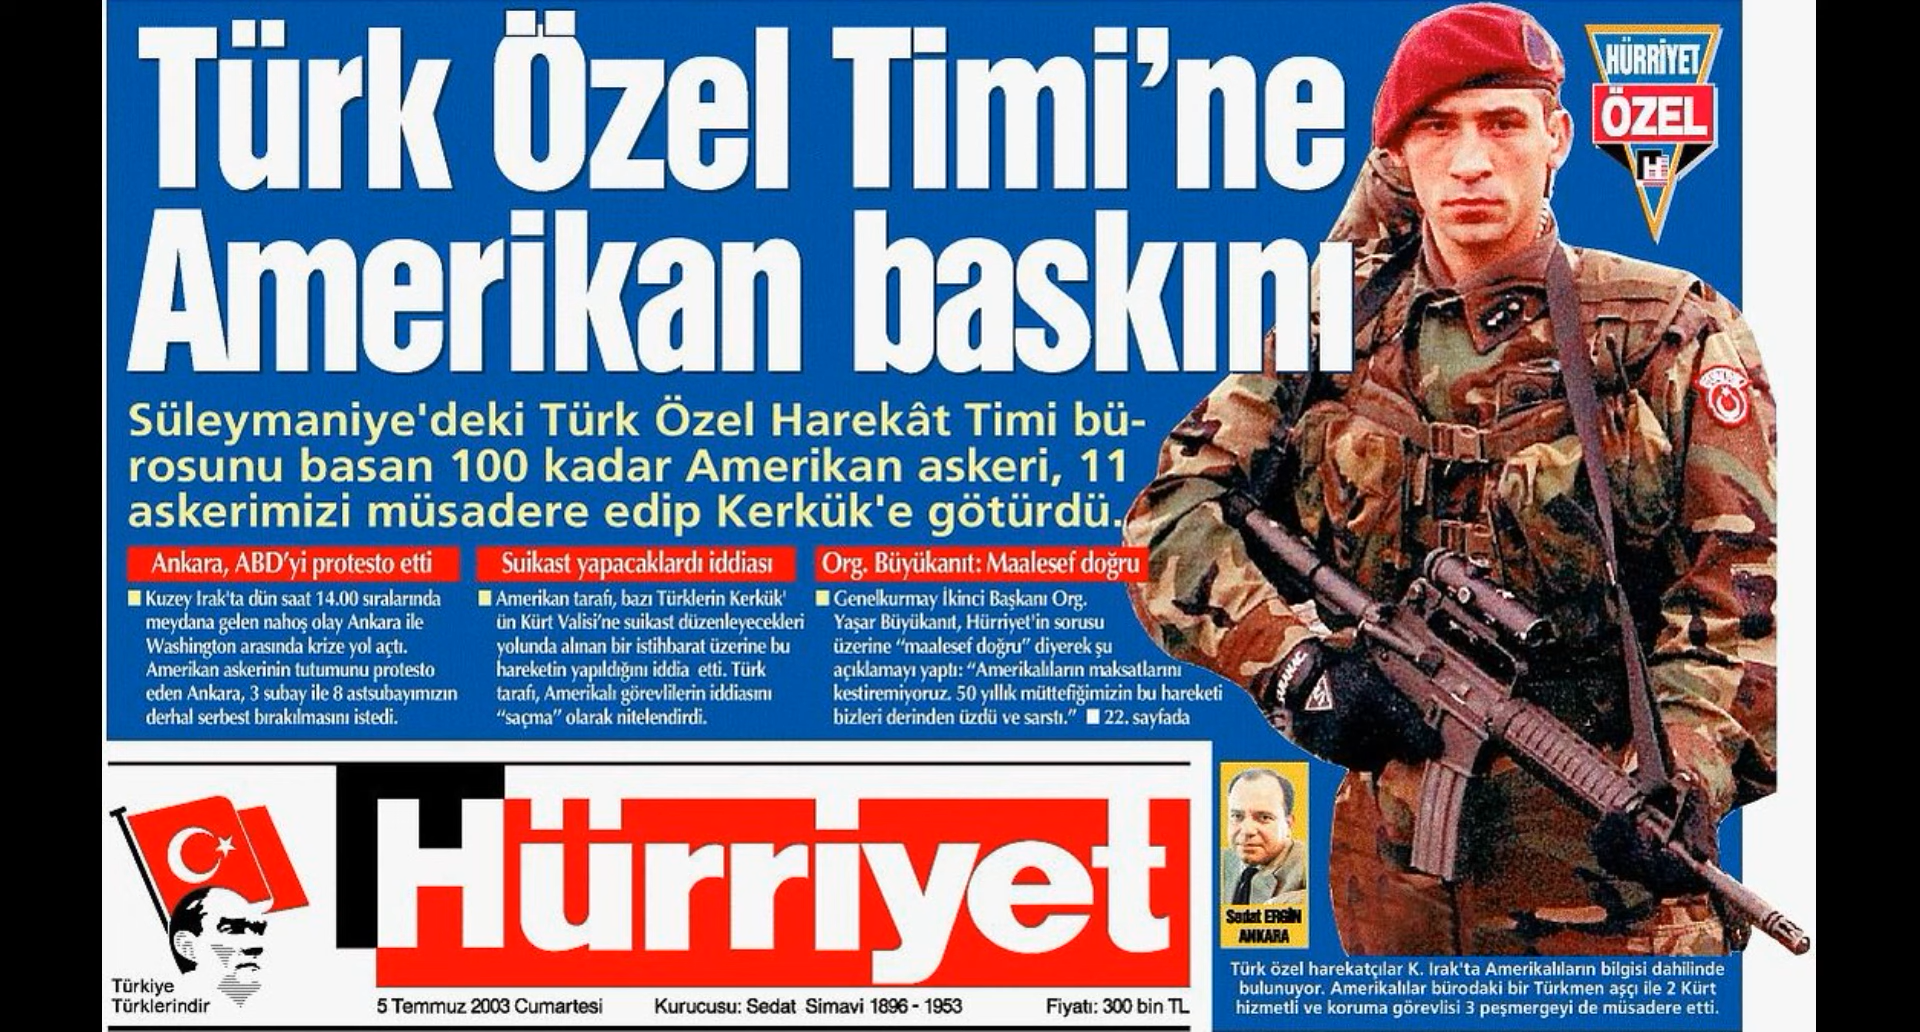 Türk Özel Timi'ne
Amerikan baskını
HÜRRİYET
ÖZEL
H
Süleymaniye'deki Türk Özel Harekât Timi bü-
rosunu basan 100 kadar Amerikan askeri, 11
askerimizi müsadere edip Kerkük'e götürdü.
Ankara, ABD'yi protesto etti
Kuzey Irak'ta dün saat 14.00 sıralarında
meydana gelen nahoş olay Ankara ile
Washington arasında krize yol açtı.
Amerikan askerinin tutumunu protesto
eden Ankara, 3 subay ile 8 astsubayımızın
derhal serbest bırakılmasını istedi.
Suikast yapacaklardı iddiası
Amerikan tarafı, bazı Türklerin Kerkük'
ün Kürt Valisi'ne suikast düzenleyecekleri
yolunda alınan bir istihbarat üzerine bu
hareketin yapıldığını iddia etti. Türk
tarafı, Amerikalı görevlilerin iddiasını
"saçma" olarak nitelendirdi.
Org. Büyükanıt: Maalesef doğru
Genelkurmay İkinci Başkanı Org.
Yaşar Büyükanıt, Hürriyet'in sorusu
üzerine "maalesef doğru" diyerek şu
açıklamayı yaptı: "Amerikalıların maksatlarını
kestiremiyoruz. 50 yıllık müttefiğimizin bu hareketi
bizleri derinden üzdü ve sarstı." 22. sayfada
Türkiye
Türklerindir
Hürriyet
5 Temmuz 2003 Cumartesi Kurucusu: Sedat Simavi 1896 - 1953 Fiyatı: 300 bin TL
Sedat ERGİN
ANKARA
Türk özel harekatçılar K. Irak'ta Amerikalıların bilgisi dahilinde
bulunuyor. Amerikalılar bürodaki bir Türkmen aşçı ile 2 Kürt
hizmetli ve koruma görevlisi 3 peşmergeyi de müsadere etti.